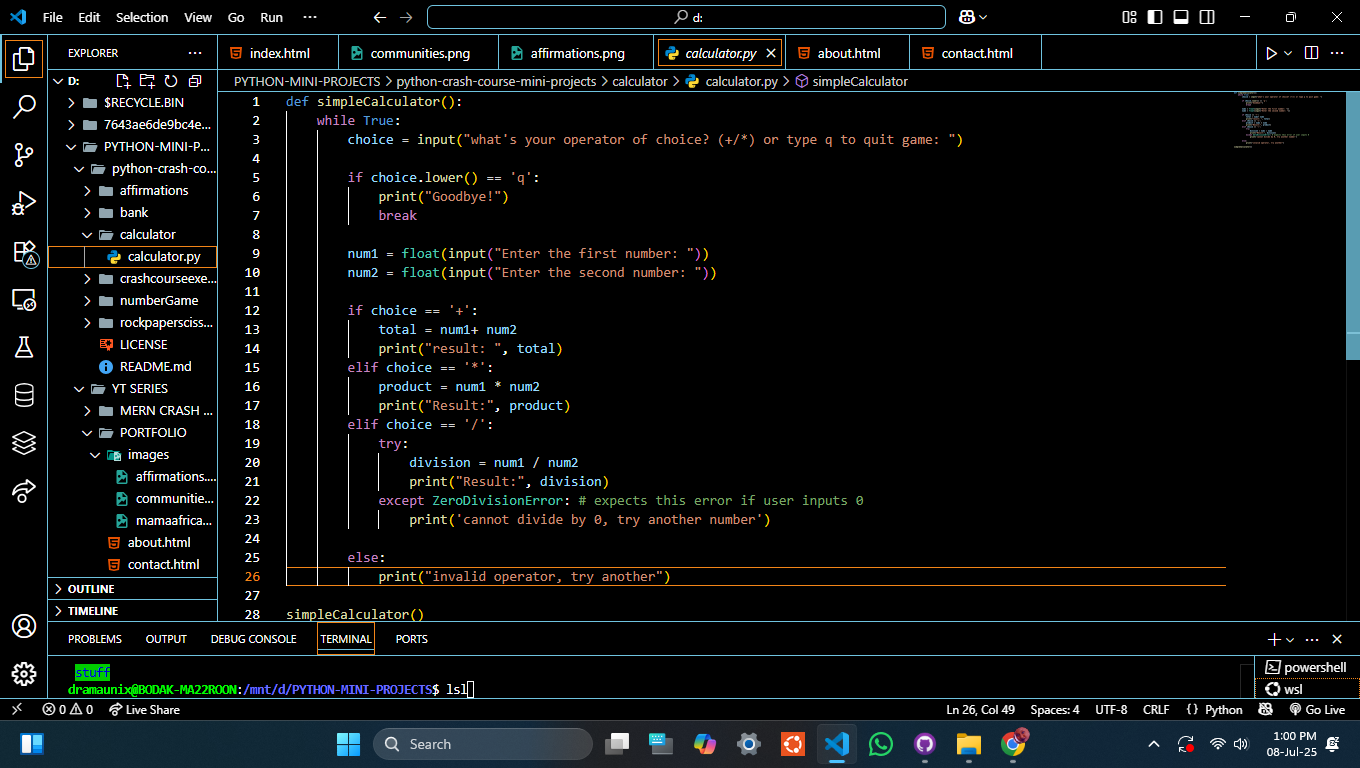 File Edit Selection View Go Run ··· d:
EXPLORER ···
index.html communities.png affirmations.png calculator.py about.html contact.html
D:
PYTHON-MINI-PROJECTS > python-crash-course-mini-projects > calculator > calculator.py > simpleCalculator
$RECYCLE.BIN
7643ae6de9bc4e...
PYTHON-MINI-P...
python-crash-co...
affirmations
bank
calculator
calculator.py
crashcourseexe...
numberGame
rockpapersciss...
LICENSE
README.md
YT SERIES
MERN CRASH ...
PORTFOLIO
images
affirmations....
communitie...
mamaafrica...
about.html
contact.html
OUTLINE
TIMELINE
1 def simpleCalculator():
2 while True:
3 choice = input("what's your operator of choice? (+/*) or type q to quit game: ")
4
5 if choice.lower() == 'q':
6 print("Goodbye!")
7 break
8
9 num1 = float(input("Enter the first number: "))
10 num2 = float(input("Enter the second number: "))
11
12 if choice == '+':
13 total = num1+ num2
14 print("result: ", total)
15 elif choice == '*':
16 product = num1 * num2
17 print("Result:", product)
18 elif choice == '/':
19 try:
20 division = num1 / num2
21 print("Result:", division)
22 except ZeroDivisionError: # expects this error if user inputs 0
23 print('cannot divide by 0, try another number')
24
25 else:
26 print("invalid operator, try another")
27
28 simpleCalculator()
PROBLEMS OUTPUT DEBUG CONSOLE TERMINAL PORTS
stuff
dramaunix@BODAK-MA22ROON:/mnt/d/PYTHON-MINI-PROJECTS$ lsl
powershell
wsl
0 0 Live Share Ln 26, Col 49 Spaces: 4 UTF-8 CRLF {} Python Go Live
Search
1:00 PM
08-Jul-25